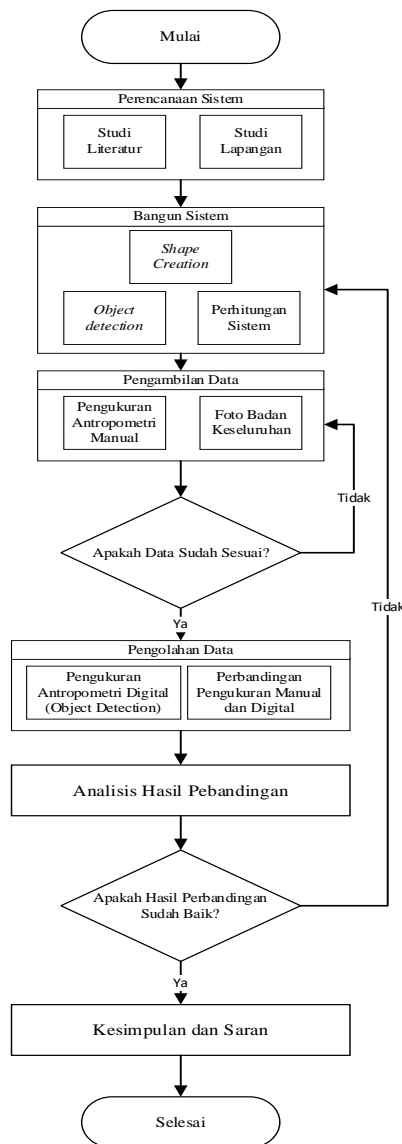 Mulai
Perencanaan Sistem
Studi
Literatur
Studi
Lapangan
Bangun Sistem
Shape
Creation
Object
detection
Perhitungan
Sistem
Pengambilan Data
Pengukuran
Antropometri
Manual
Foto Badan
Keseluruhan
Tidak
Apakah Data Sudah Sesuai?
Ya
Tidak
Pengolahan Data
Pengukuran
Antropometri Digital
(Object Detection)
Perbandingan
Pengukuran Manual
dan Digital
Analisis Hasil Pebandingan
Apakah Hasil Perbandingan
Sudah Baik?
Ya
Kesimpulan dan Saran
Selesai